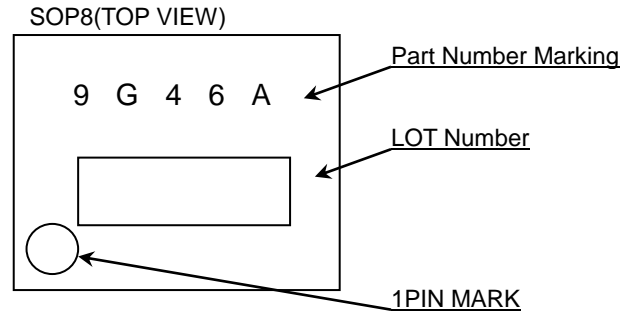 SOP8(TOP VIEW)
Part Number Marking
9 G 4 6 A
LOT Number
1PIN MARK